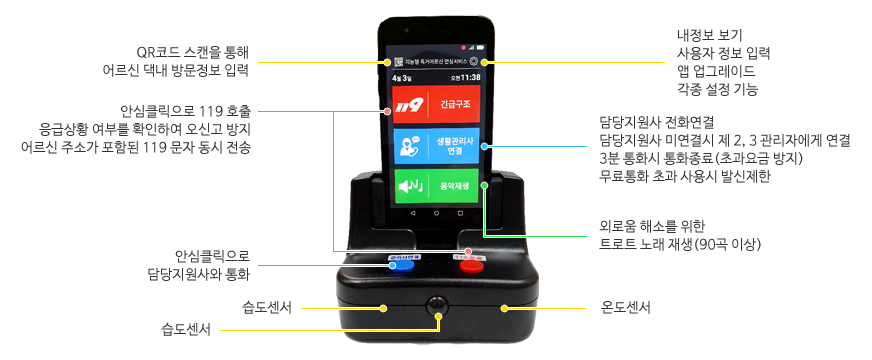 QR코드 스캔을 통해
어르신 댁내 방문정보 입력
안심클릭으로 119 호출
응급상황 여부를 확인하여 오신고 방지
어르신 주소가 포함된 119 문자 동시 전송
안심클릭으로
담당지원사와 통화
습도센서
습도센서
지능형 독거어르신 안심서비스
4월 3일 오전 11:38
119 긴급구조
생활관리사
연결
음악재생
관리사연결
119 호출
내정보 보기
사용자 정보 입력
앱 업그레이드
각종 설정 기능
담당지원사 전화연결
담당지원사 미연결시 제 2, 3 관리자에게 연결
3분 통화시 통화종료(초과요금 방지)
무료통화 초과 사용시 발신제한
외로움 해소를 위한
트로트 노래 재생(90곡 이상)
온도센서